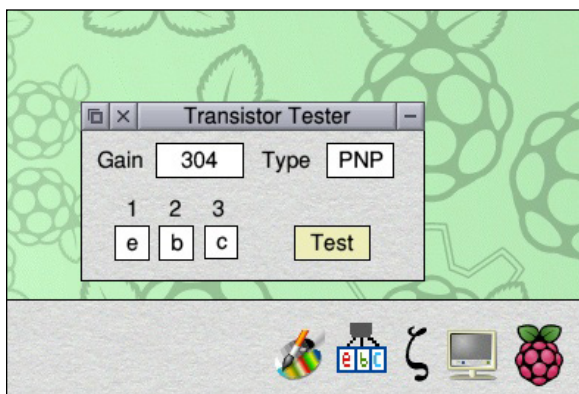 Transistor Tester
Gain 304 Type PNP
1 2 3
e b c Test
e b c
ζ